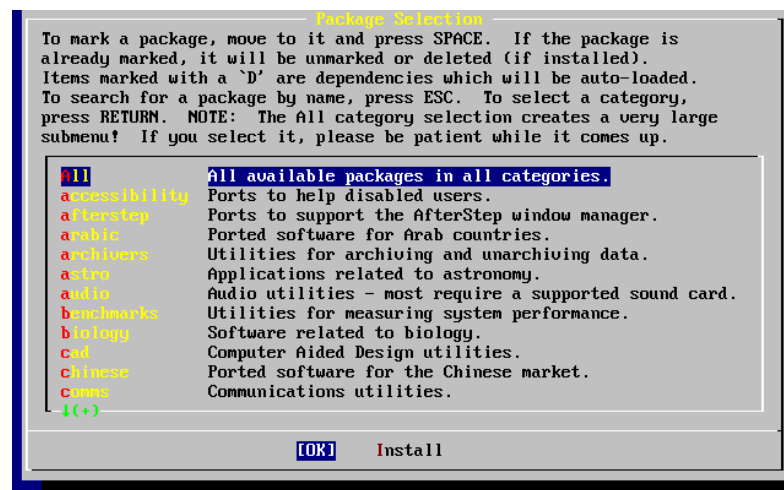 Package Selection
To mark a package, move to it and press SPACE.  If the package is
already marked, it will be unmarked or deleted (if installed).
Items marked with a `D' are dependencies which will be auto-loaded.
To search for a package by name, press ESC.  To select a category,
press RETURN.  NOTE:  The All category selection creates a very large
submenu!  If you select it, please be patient while it comes up.
All All available packages in all categories.
accessibility Ports to help disabled users.
afterstep Ports to support the AfterStep window manager.
arabic Ported software for Arab countries.
archivers Utilities for archiving and unarchiving data.
astro Applications related to astronomy.
audio Audio utilities - most require a supported sound card.
benchmarks Utilities for measuring system performance.
biology Software related to biology.
cad Computer Aided Design utilities.
chinese Ported software for the Chinese market.
comms Communications utilities.
↓(+)
[OK] Install